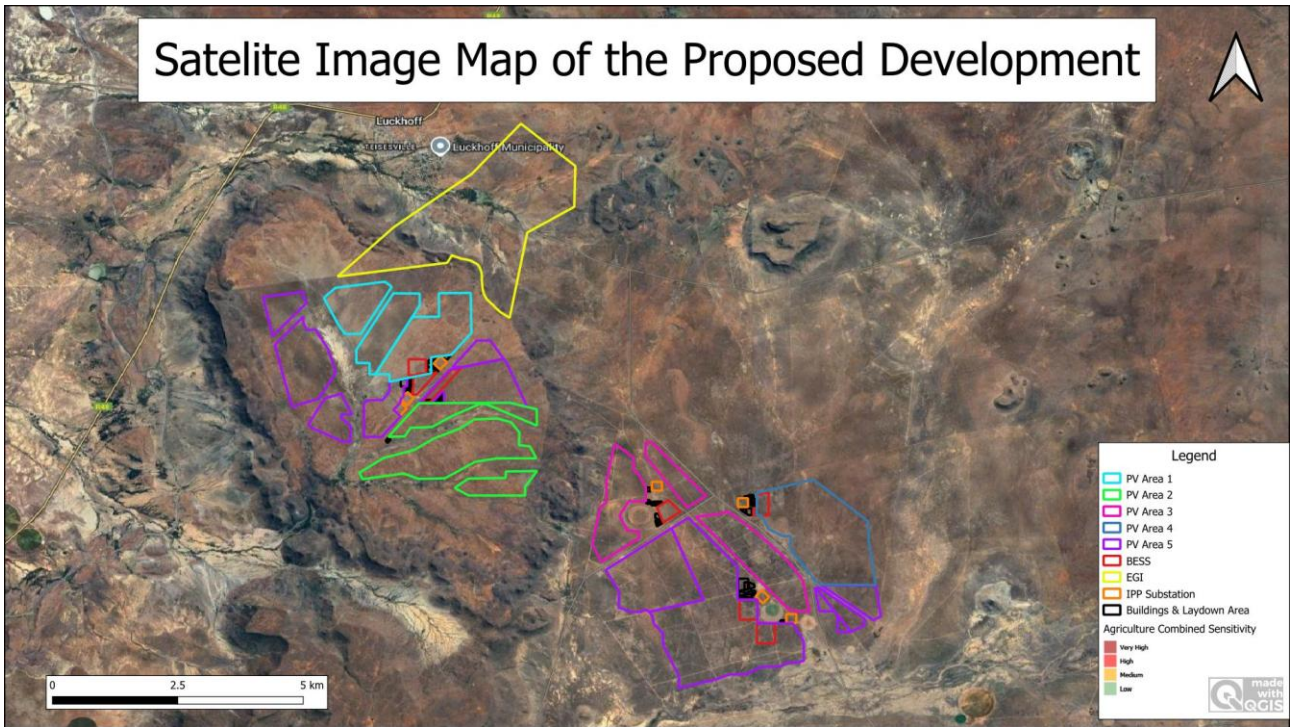 Satelite Image Map of the Proposed Development
Luckhoff
Luckhoff Municipality
R48
Legend
PV Area 1
PV Area 2
PV Area 3
PV Area 4
PV Area 5
BESS
EGI
IPP Substation
Buildings & Laydown Area
Agriculture Combined Sensitivity
Very High
High
Medium
Low
0 2.5 5 km
made
with
QGIS